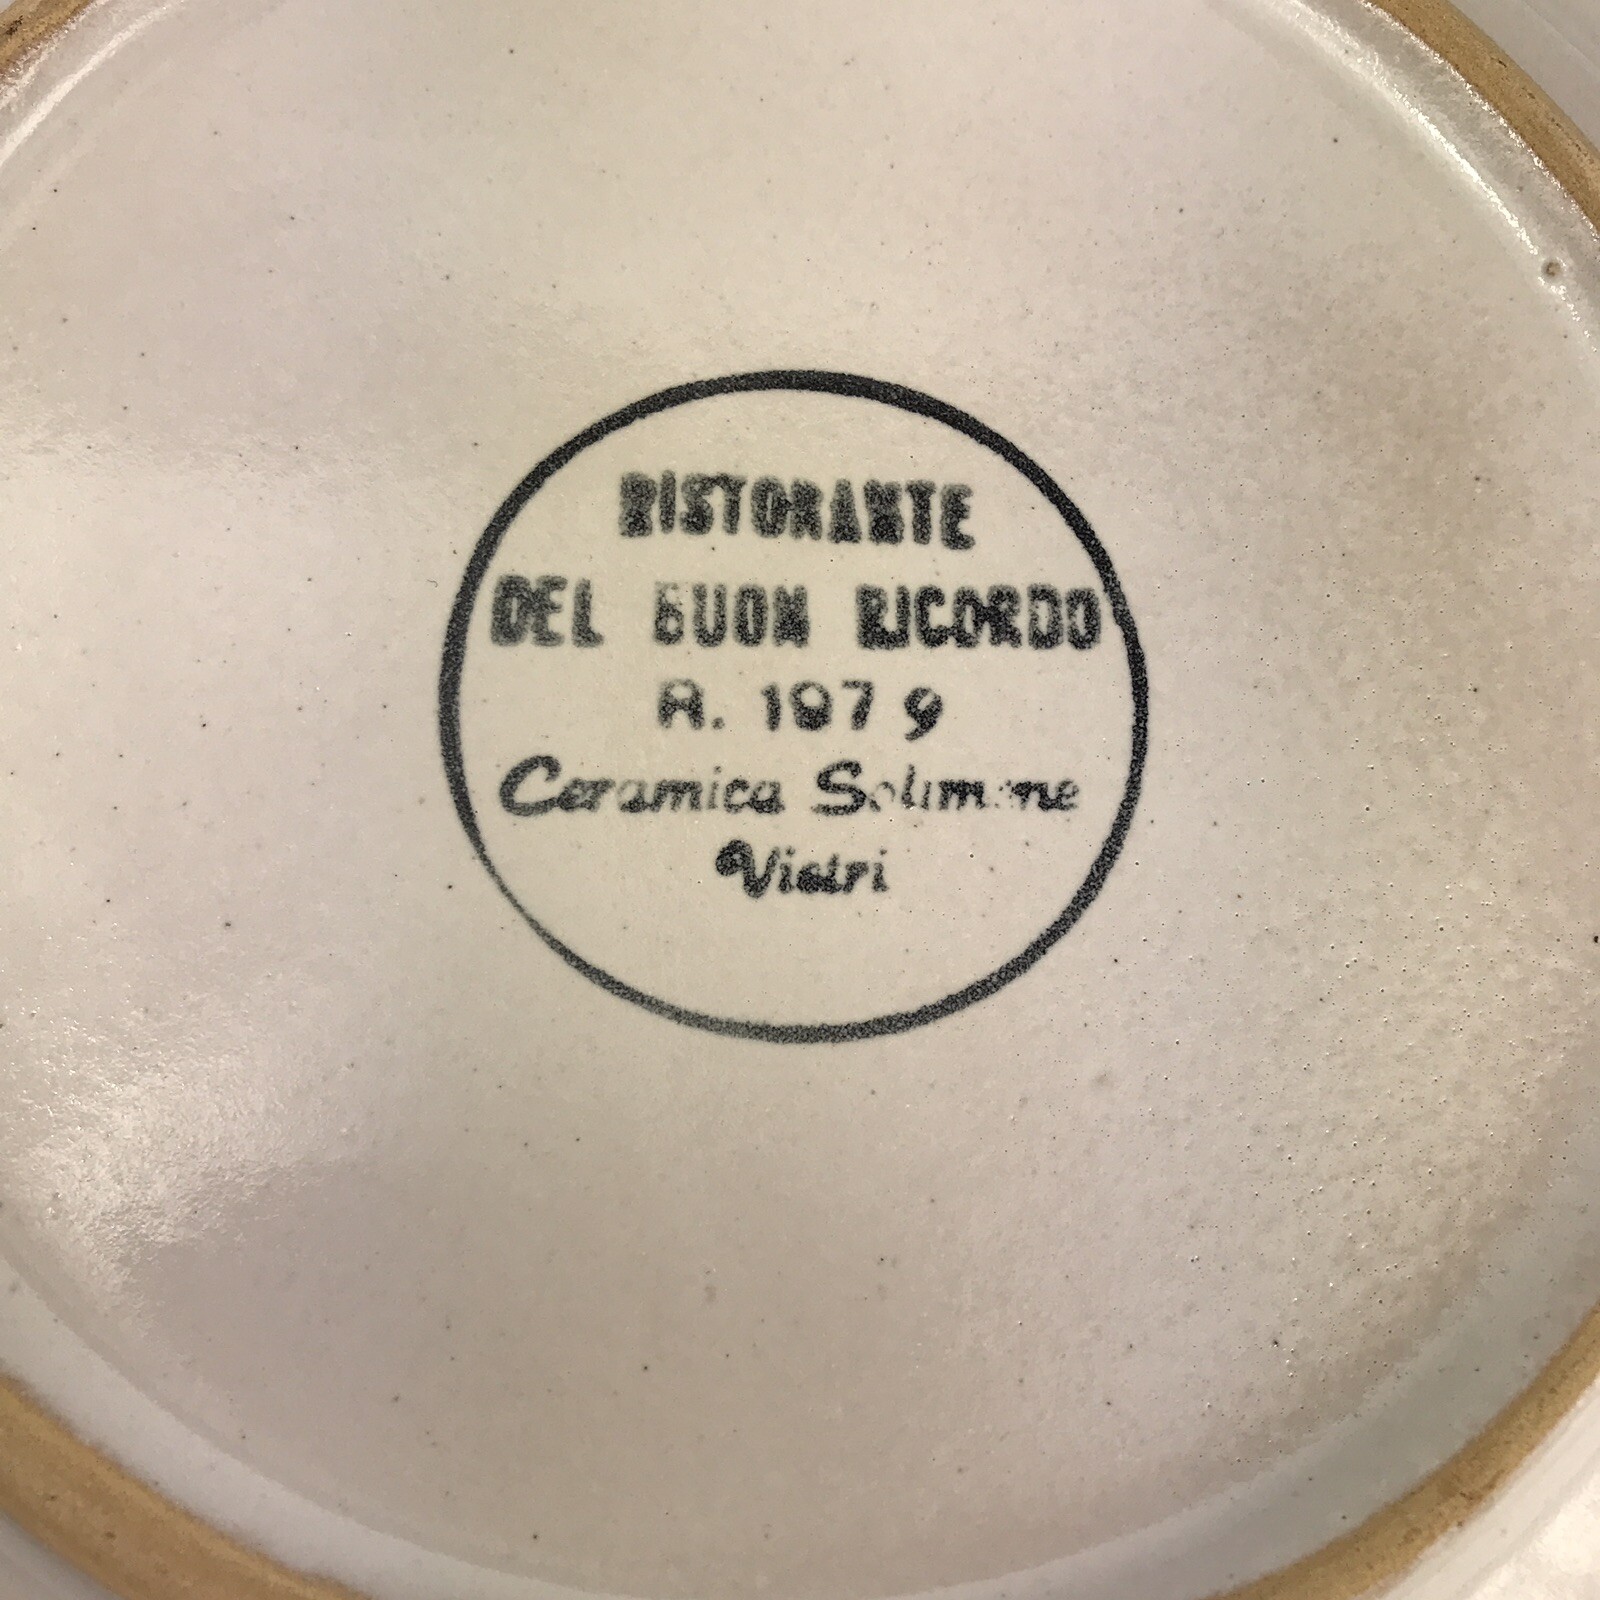 RISTORANTE
DEL BUON RICORDO
R. 1979
Ceramica Solimene
Vietri